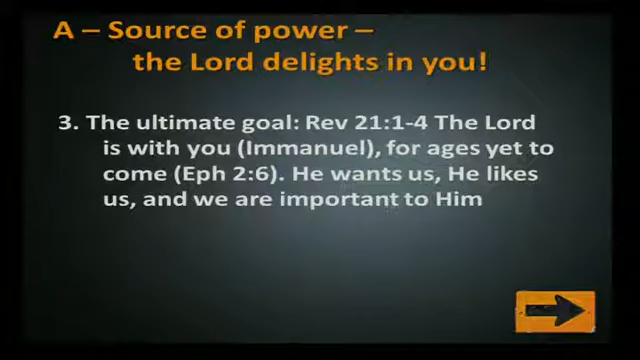 A – Source of power –
the Lord delights in you!
3. The ultimate goal: Rev 21:1-4 The Lord
is with you (Immanuel), for ages yet to
come (Eph 2:6). He wants us, He likes
us, and we are important to Him